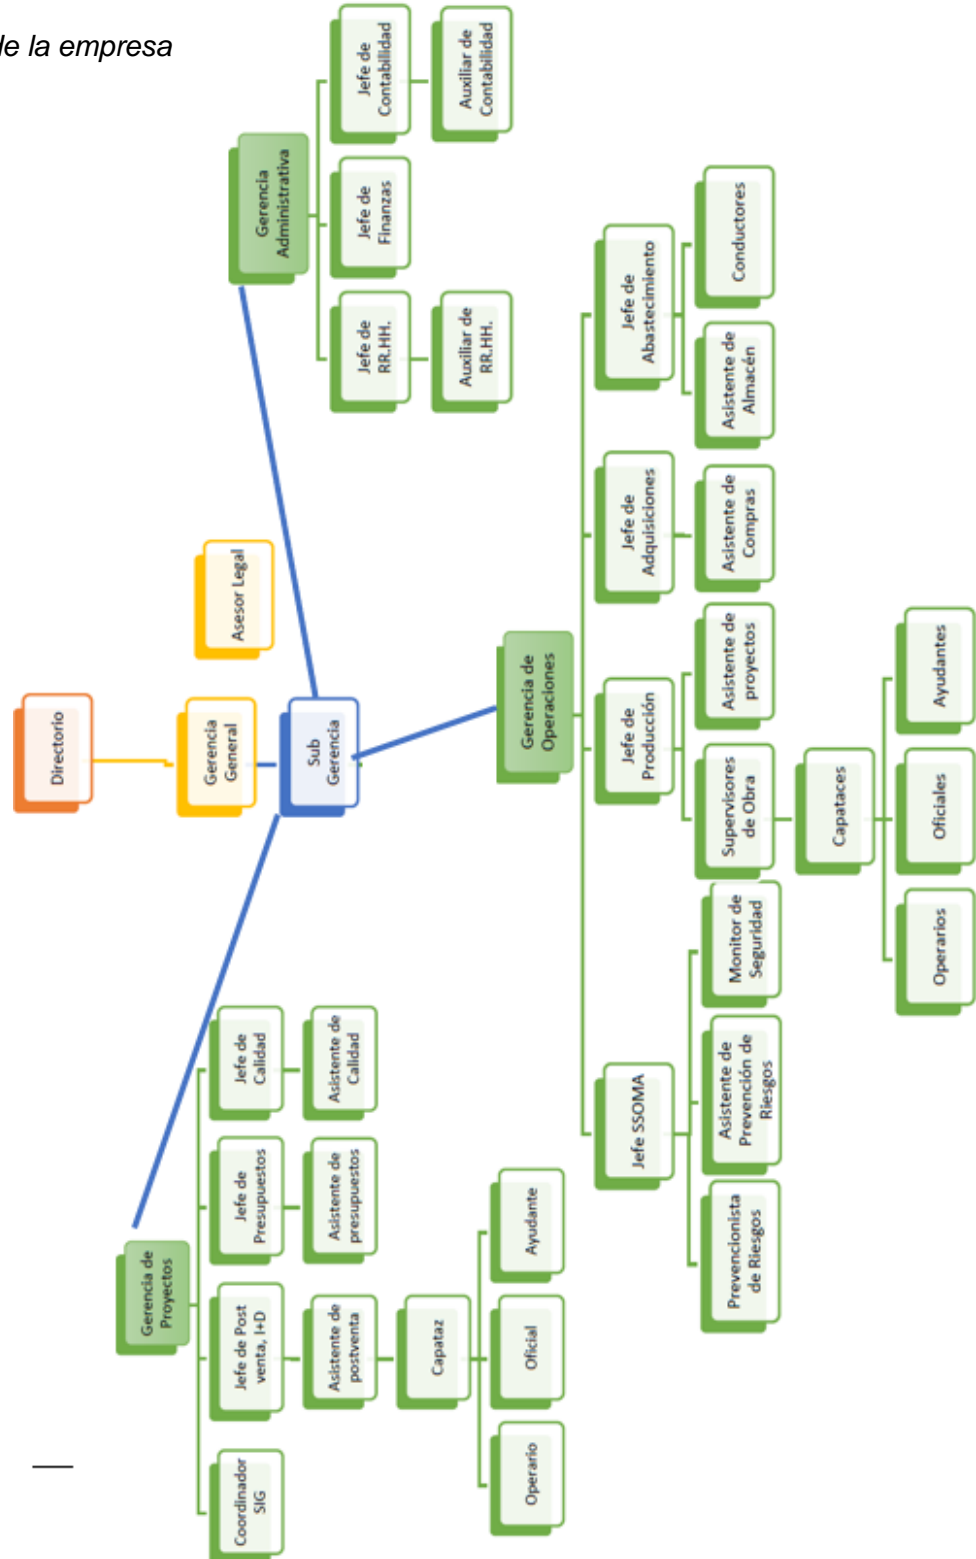 de la empresa
Directorio
Gerencia
General
Asesor Legal
Sub
Gerencia
Gerencia de
Proyectos
Coordinador
SIG
Jefe de Post
venta, I+D
Asistente de
postventa
Capataz
Operario
Oficial
Ayudante
Jefe de
Presupuestos
Asistente de
presupuestos
Jefe de
Calidad
Asistente de
Calidad
Gerencia de
Operaciones
Jefe SSOMA
Prevencionista
de Riesgos
Asistente de
Prevención de
Riesgos
Monitor de
Seguridad
Jefe de
Producción
Supervisores
de Obra
Capataces
Operarios
Oficiales
Ayudantes
Asistente de
proyectos
Jefe de
Adquisiciones
Asistente de
Compras
Jefe de
Abastecimiento
Asistente de
Almacén
Conductores
Gerencia
Administrativa
Jefe de
RR.HH.
Auxiliar de
RR.HH.
Jefe de
Finanzas
Jefe de
Contabilidad
Auxiliar de
Contabilidad